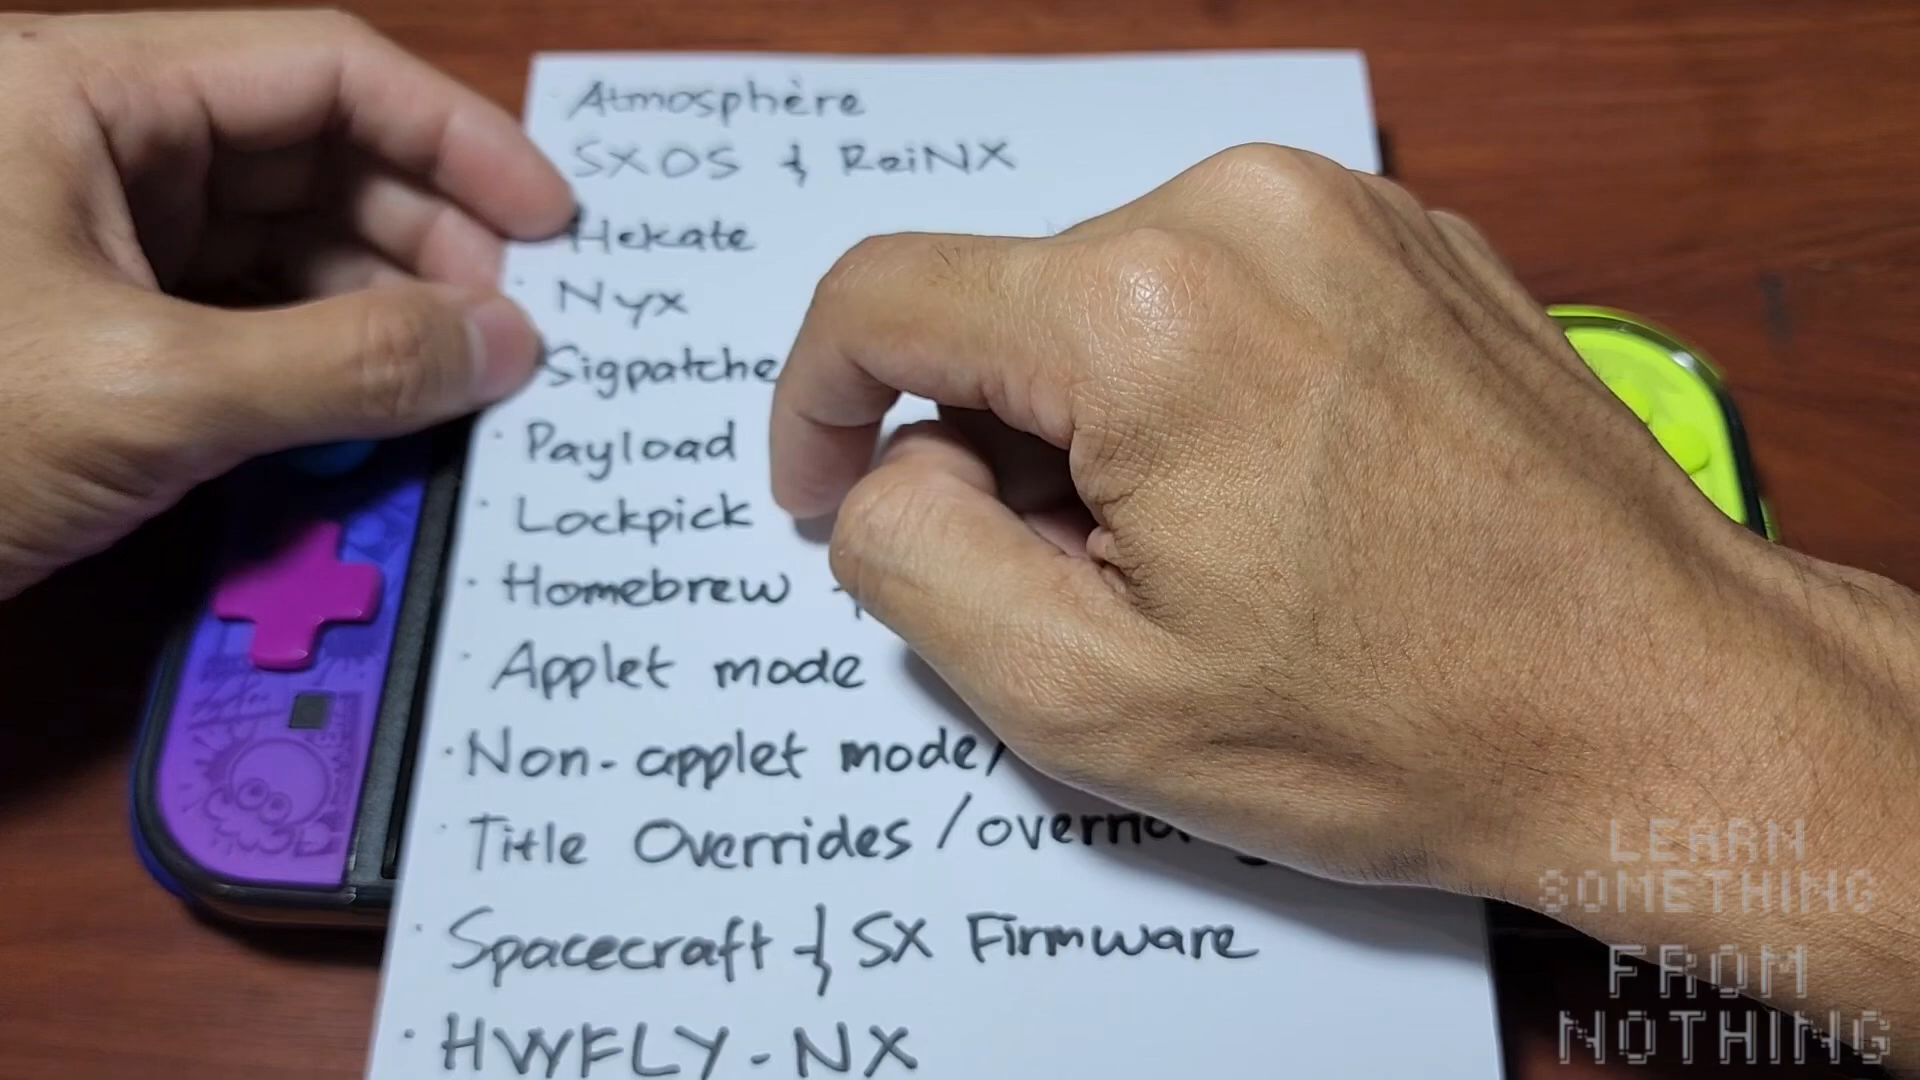 Atmosphère
SXOS & ReiNX
Hekate
Nyx
Sigpatche
Payload
Lockpick
Homebrew
Applet mode
Non-applet mode/
Title Overrides /
Spacecraft & SX Firmware
HWFLY-NX
LEARN
SOMETHING
FROM
NOTHING